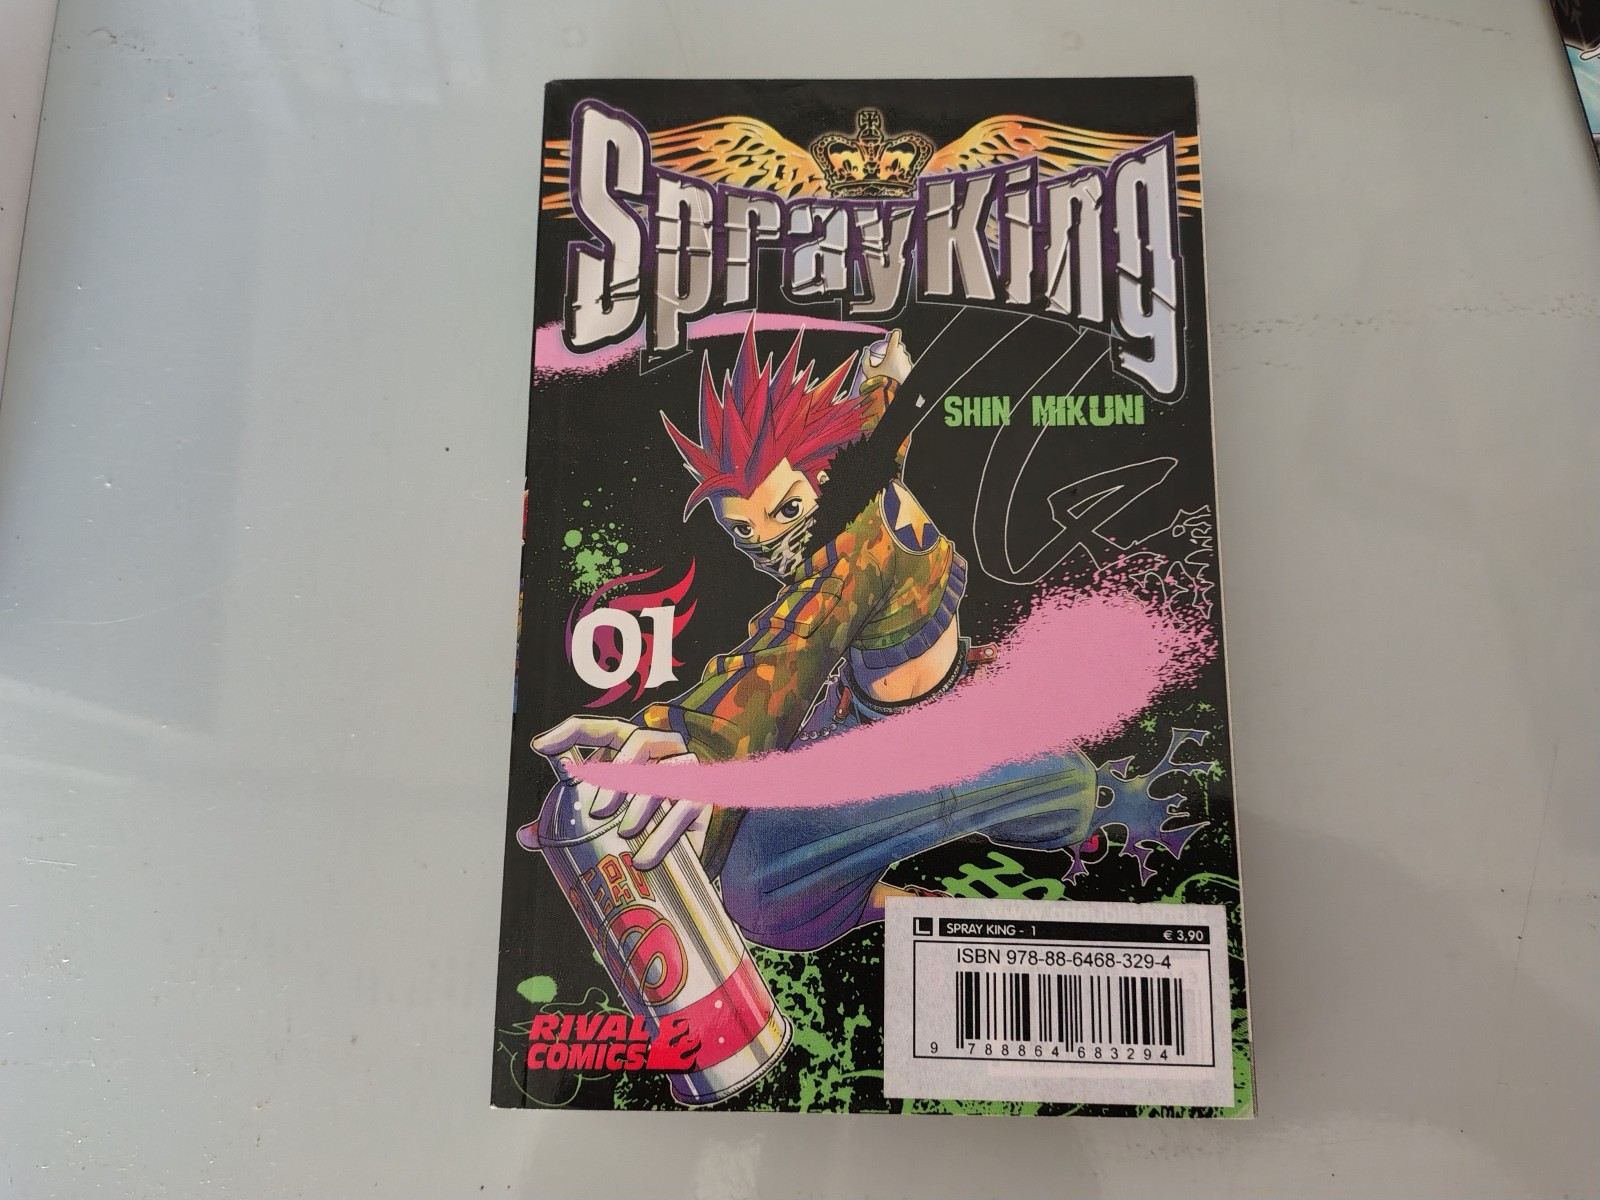 SprayKing
SHIN MIKUNI
01
RIVAL
COMICS
L SPRAY KING - 1 € 3,90
ISBN 978-88-6468-329-4
9 788864 683294